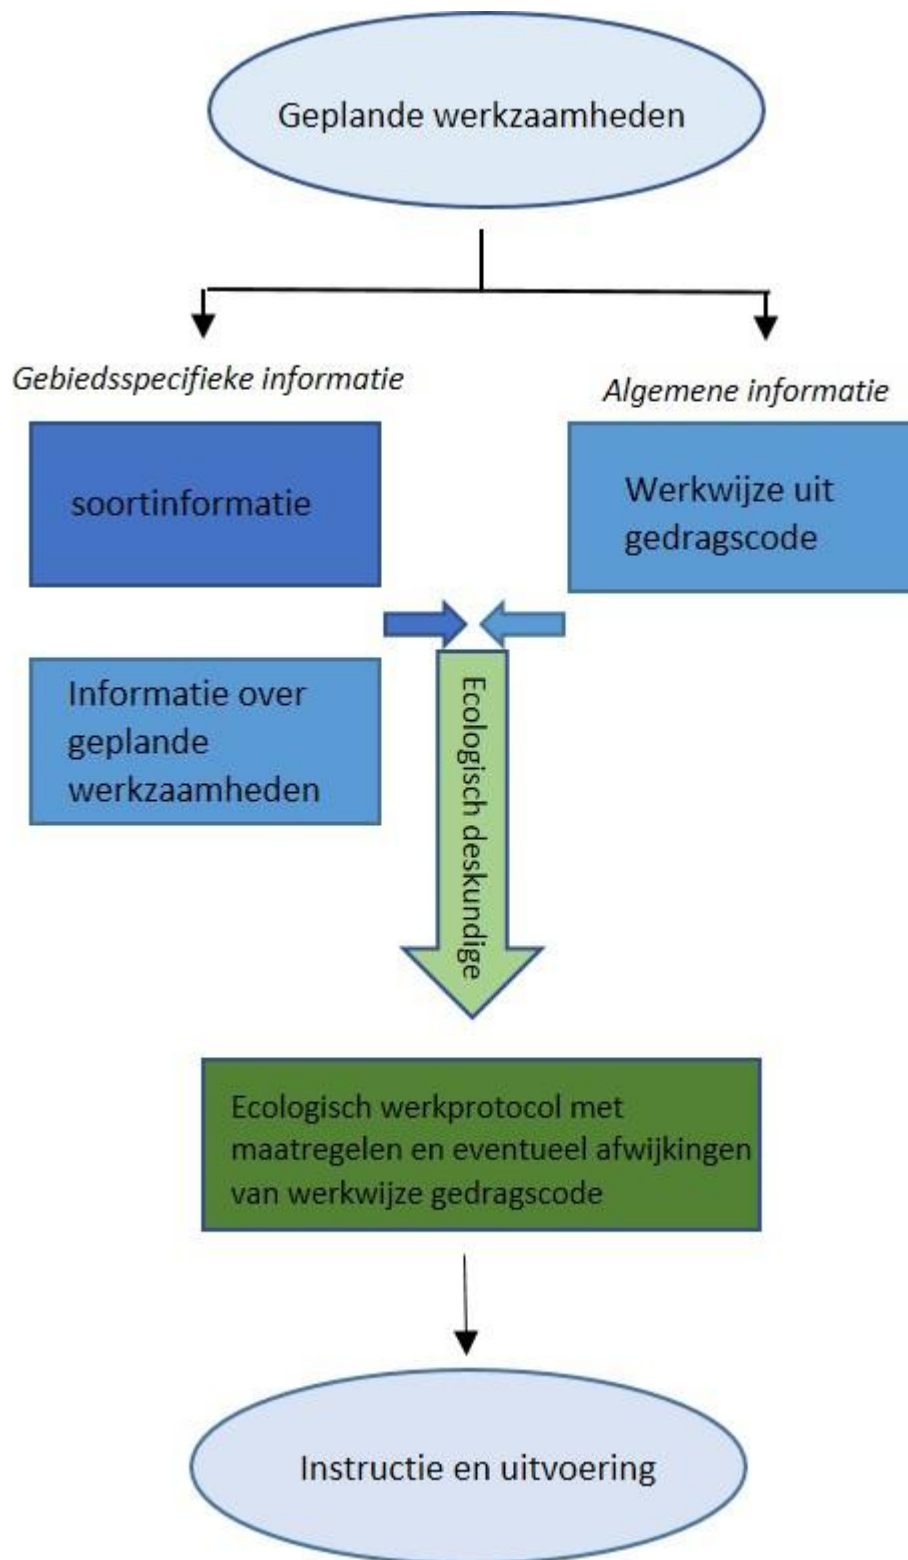 Geplande werkzaamheden
Gebiedsspecifieke informatie
Algemene informatie
soortinformatie
Werkwijze uit
gedragscode
Informatie over
geplande
werkzaamheden
Ecologisch deskundige
Ecologisch werkprotocol met
maatregelen en eventueel afwijkingen
van werkwijze gedragscode
Instructie en uitvoering